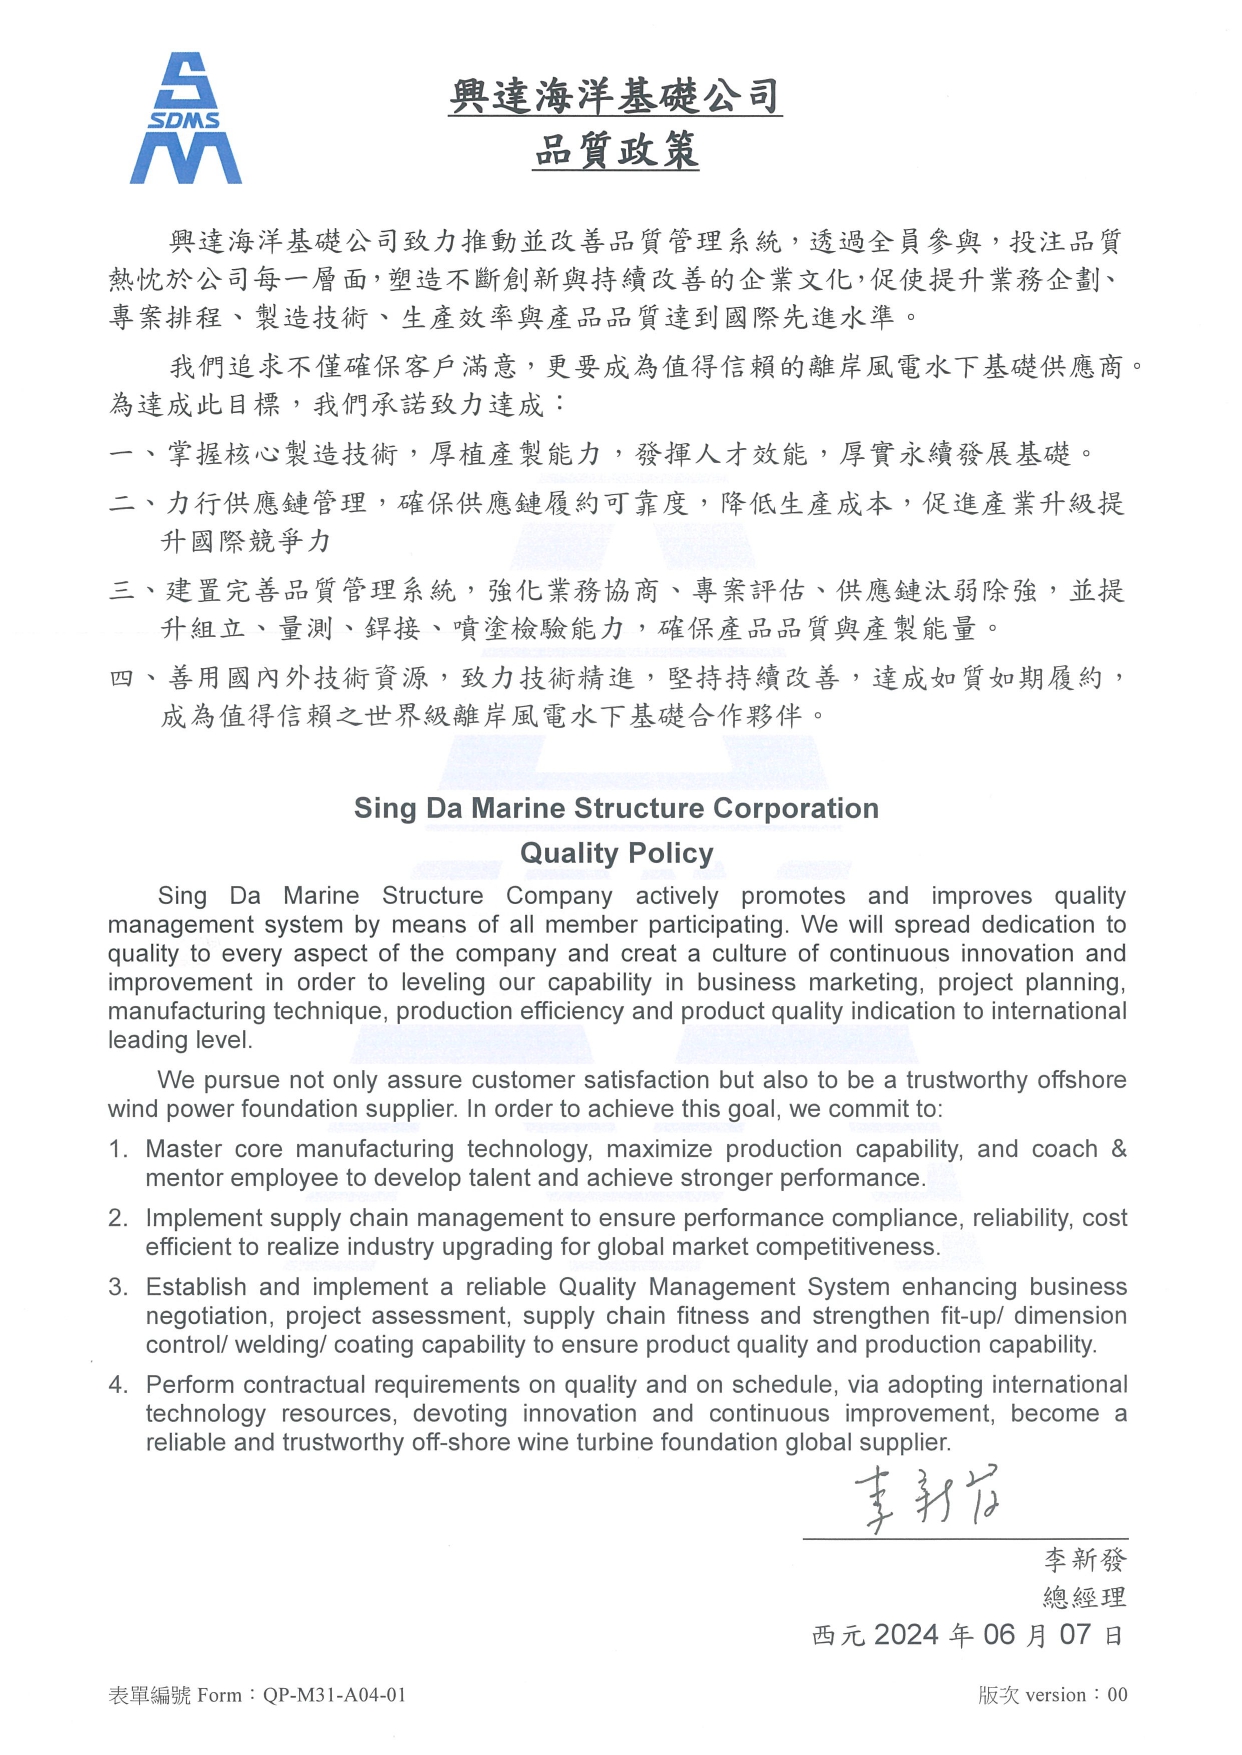 SDMS
興達海洋基礎公司
品質政策
興達海洋基礎公司致力推動並改善品質管理系統，透過全員參與，投注品質
熱忱於公司每一層面，塑造不斷創新與持續改善的企業文化，促使提升業務企劃、
專案排程、製造技術、生產效率與產品品質達到國際先進水準。
我們追求不僅確保客戶滿意，更要成為值得信賴的離岸風電水下基礎供應商。
為達成此目標，我們承諾致力達成：
一、掌握核心製造技術，厚植產製能力，發揮人才效能，厚實永續發展基礎。
二、力行供應鏈管理，確保供應鏈履約可靠度，降低生產成本，促進產業升級提
升國際競爭力
三、建置完善品質管理系統，強化業務協商、專案評估、供應鏈汰弱除強，並提
升組立、量測、銲接、噴塗檢驗能力，確保產品品質與產製能量。
四、善用國內外技術資源，致力技術精進，堅持持續改善，達成如質如期履約，
成為值得信賴之世界級離岸風電水下基礎合作夥伴。
Sing Da Marine Structure Corporation
Quality Policy
Sing Da Marine Structure Company actively promotes and improves quality
management system by means of all member participating. We will spread dedication to
quality to every aspect of the company and creat a culture of continuous innovation and
improvement in order to leveling our capability in business marketing, project planning,
manufacturing technique, production efficiency and product quality indication to international
leading level.
We pursue not only assure customer satisfaction but also to be a trustworthy offshore
wind power foundation supplier. In order to achieve this goal, we commit to:
1. Master core manufacturing technology, maximize production capability, and coach &
mentor employee to develop talent and achieve stronger performance.
2. Implement supply chain management to ensure performance compliance, reliability, cost
efficient to realize industry upgrading for global market competitiveness.
3. Establish and implement a reliable Quality Management System enhancing business
negotiation, project assessment, supply chain fitness and strengthen fit-up/ dimension
control/ welding/ coating capability to ensure product quality and production capability.
4. Perform contractual requirements on quality and on schedule, via adopting international
technology resources, devoting innovation and continuous improvement, become a
reliable and trustworthy off-shore wine turbine foundation global supplier.
李新發
李新發
總經理
西元 2024 年 06 月 07 日
表單編號 Form：QP-M31-A04-01
版次 version：00